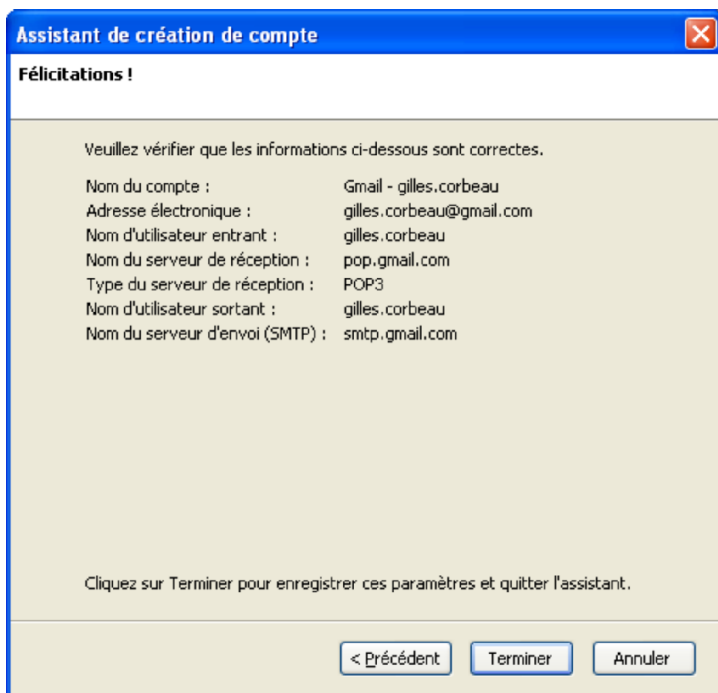 Assistant de création de compte
Félicitations !
Veuillez vérifier que les informations ci-dessous sont correctes.
Nom du compte : Gmail - gilles.corbeau
Adresse électronique : gilles.corbeau@gmail.com
Nom d'utilisateur entrant : gilles.corbeau
Nom du serveur de réception : pop.gmail.com
Type du serveur de réception : POP3
Nom d'utilisateur sortant : gilles.corbeau
Nom du serveur d'envoi (SMTP) : smtp.gmail.com
Cliquez sur Terminer pour enregistrer ces paramètres et quitter l'assistant.
< Précédent Terminer Annuler